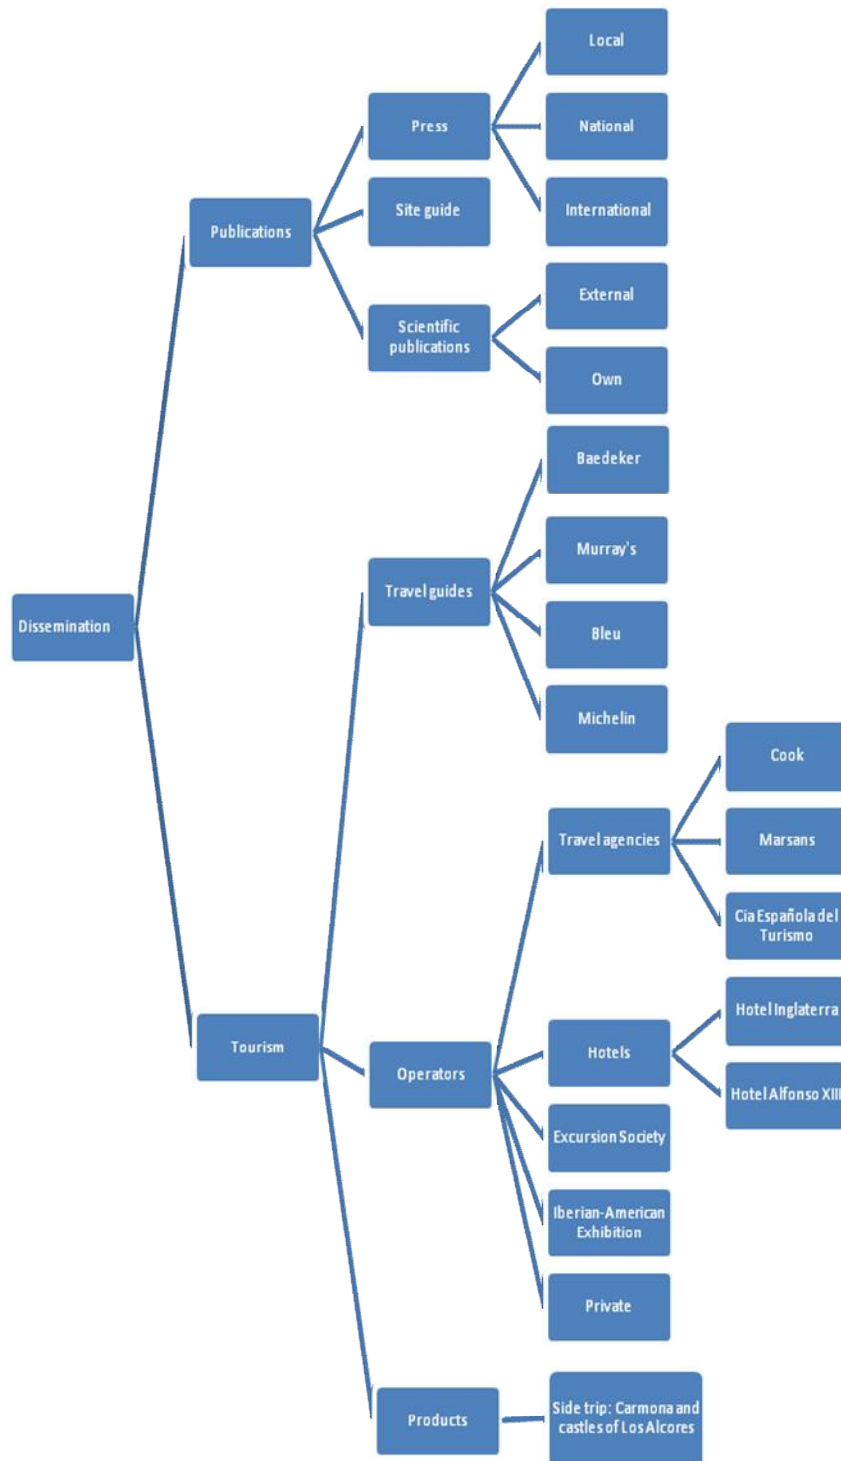 Local
Press
National
Site guide
International
Publications
Scientific
publications
External
Own
Baedeker
Murray's
Travel guides
Bleu
Michelin
Dissemination
Cook
Travel agencies
Marsans
Cia Española del
Turismo
Hotel Inglaterra
Tourism
Operators
Hotels
Hotel Alfonso XIII
Excursion Society
Iberian-American
Exhibition
Private
Products
Side trip: Carmona and
castles of Los Alcores